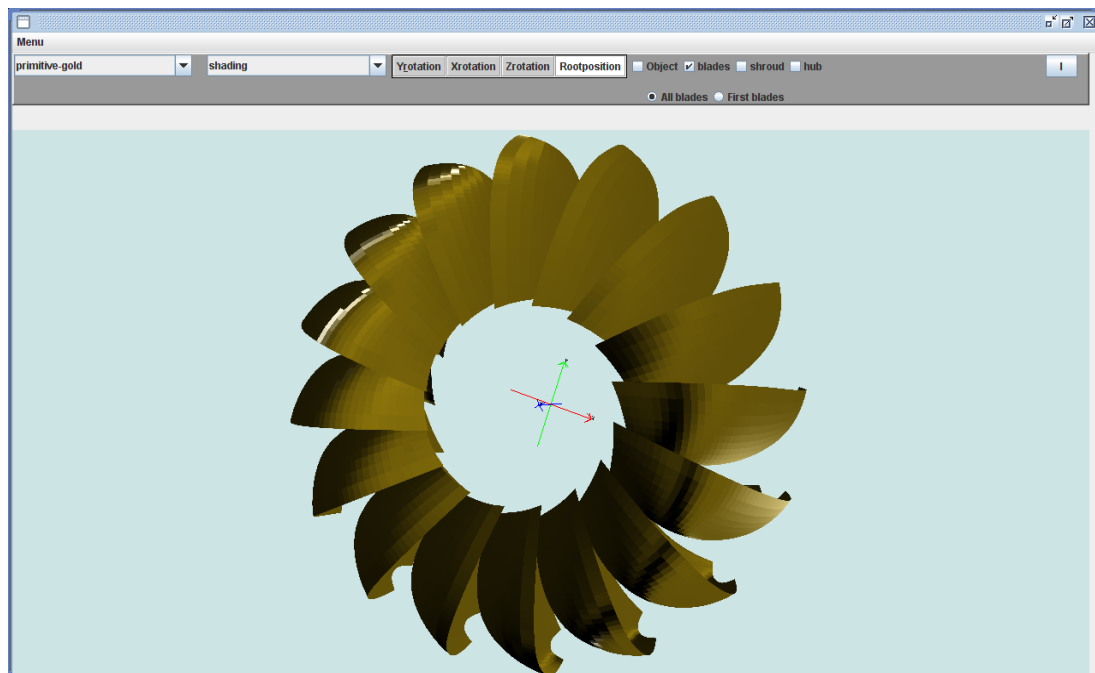 Menu
primitive-gold shading Yrotation Xrotation Zrotation Rootposition Object blades shroud hub I
All blades First blades